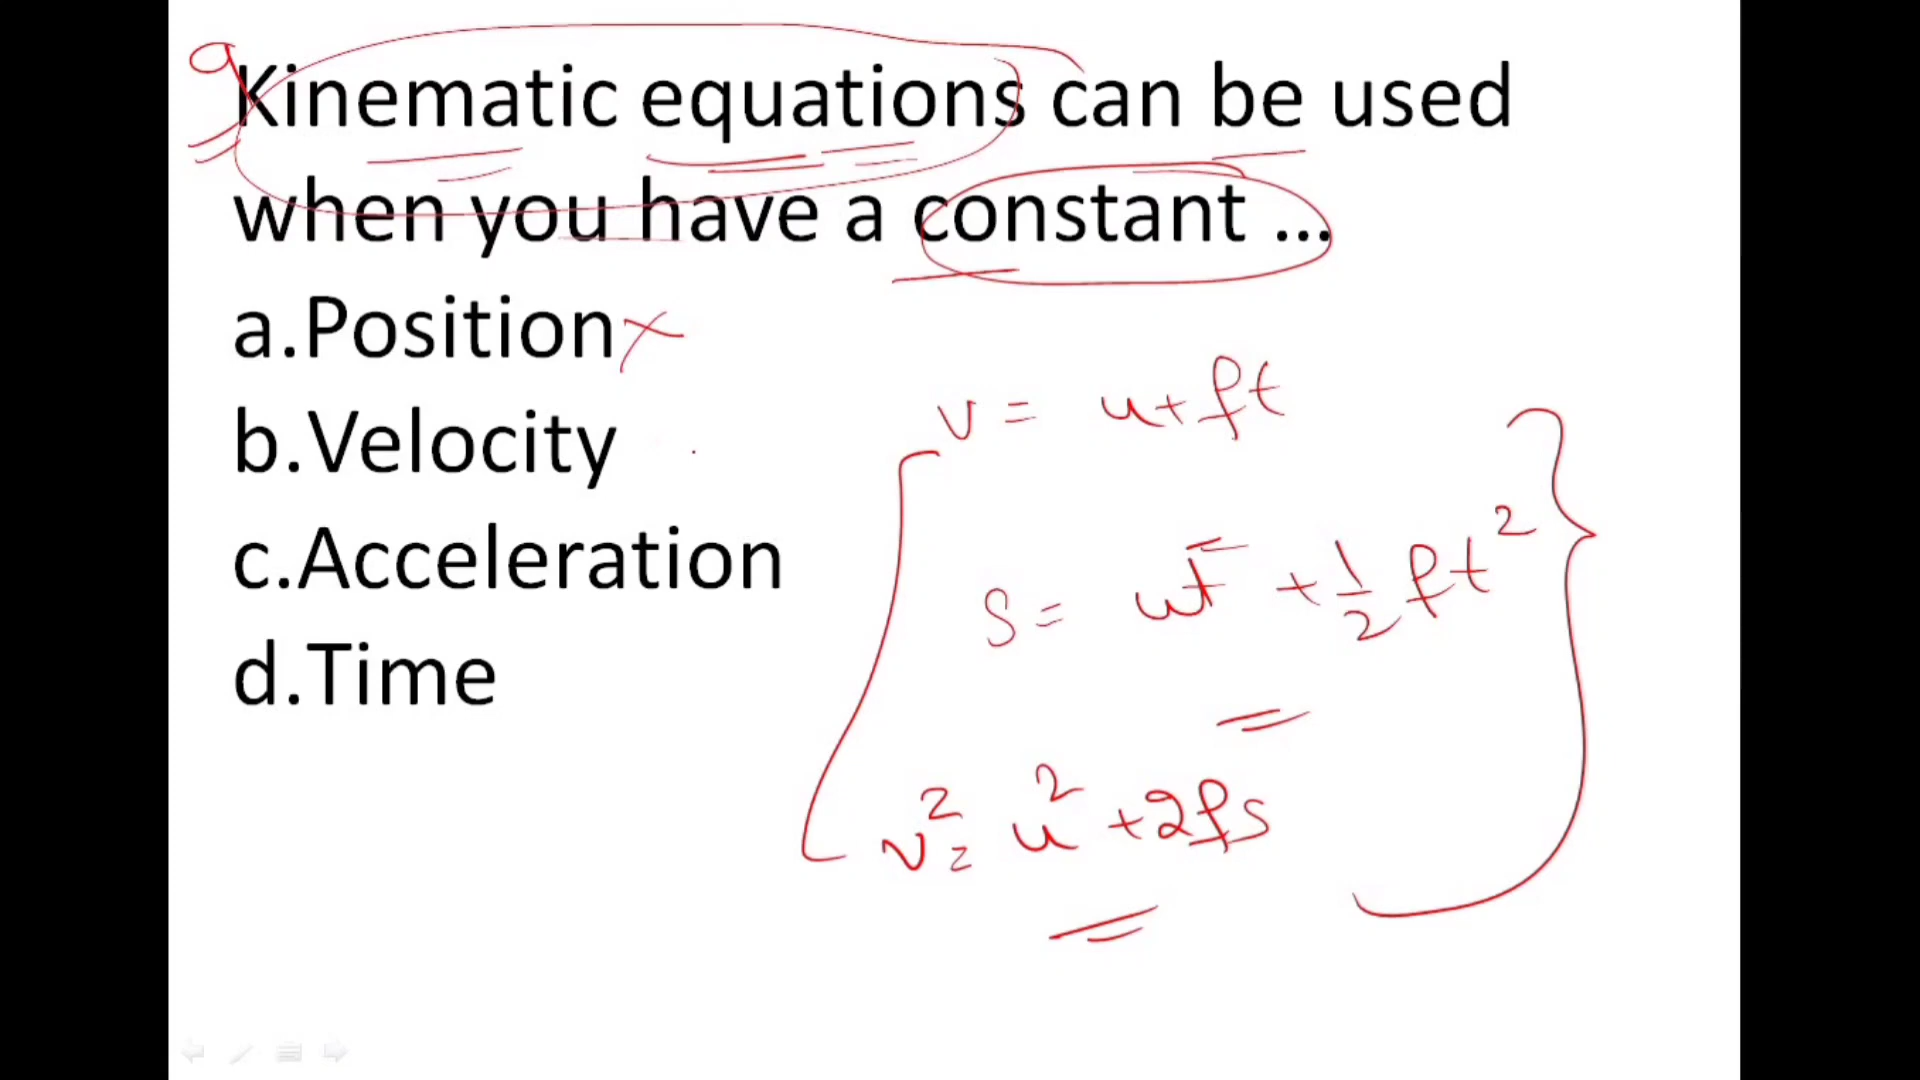 9
Kinematic equations can be used
when you have a constant ...
a.Position ×
b.Velocity
c.Acceleration
d.Time
v = u+ft
s = ut + 1/2 ft²
v² = u² + 2fs